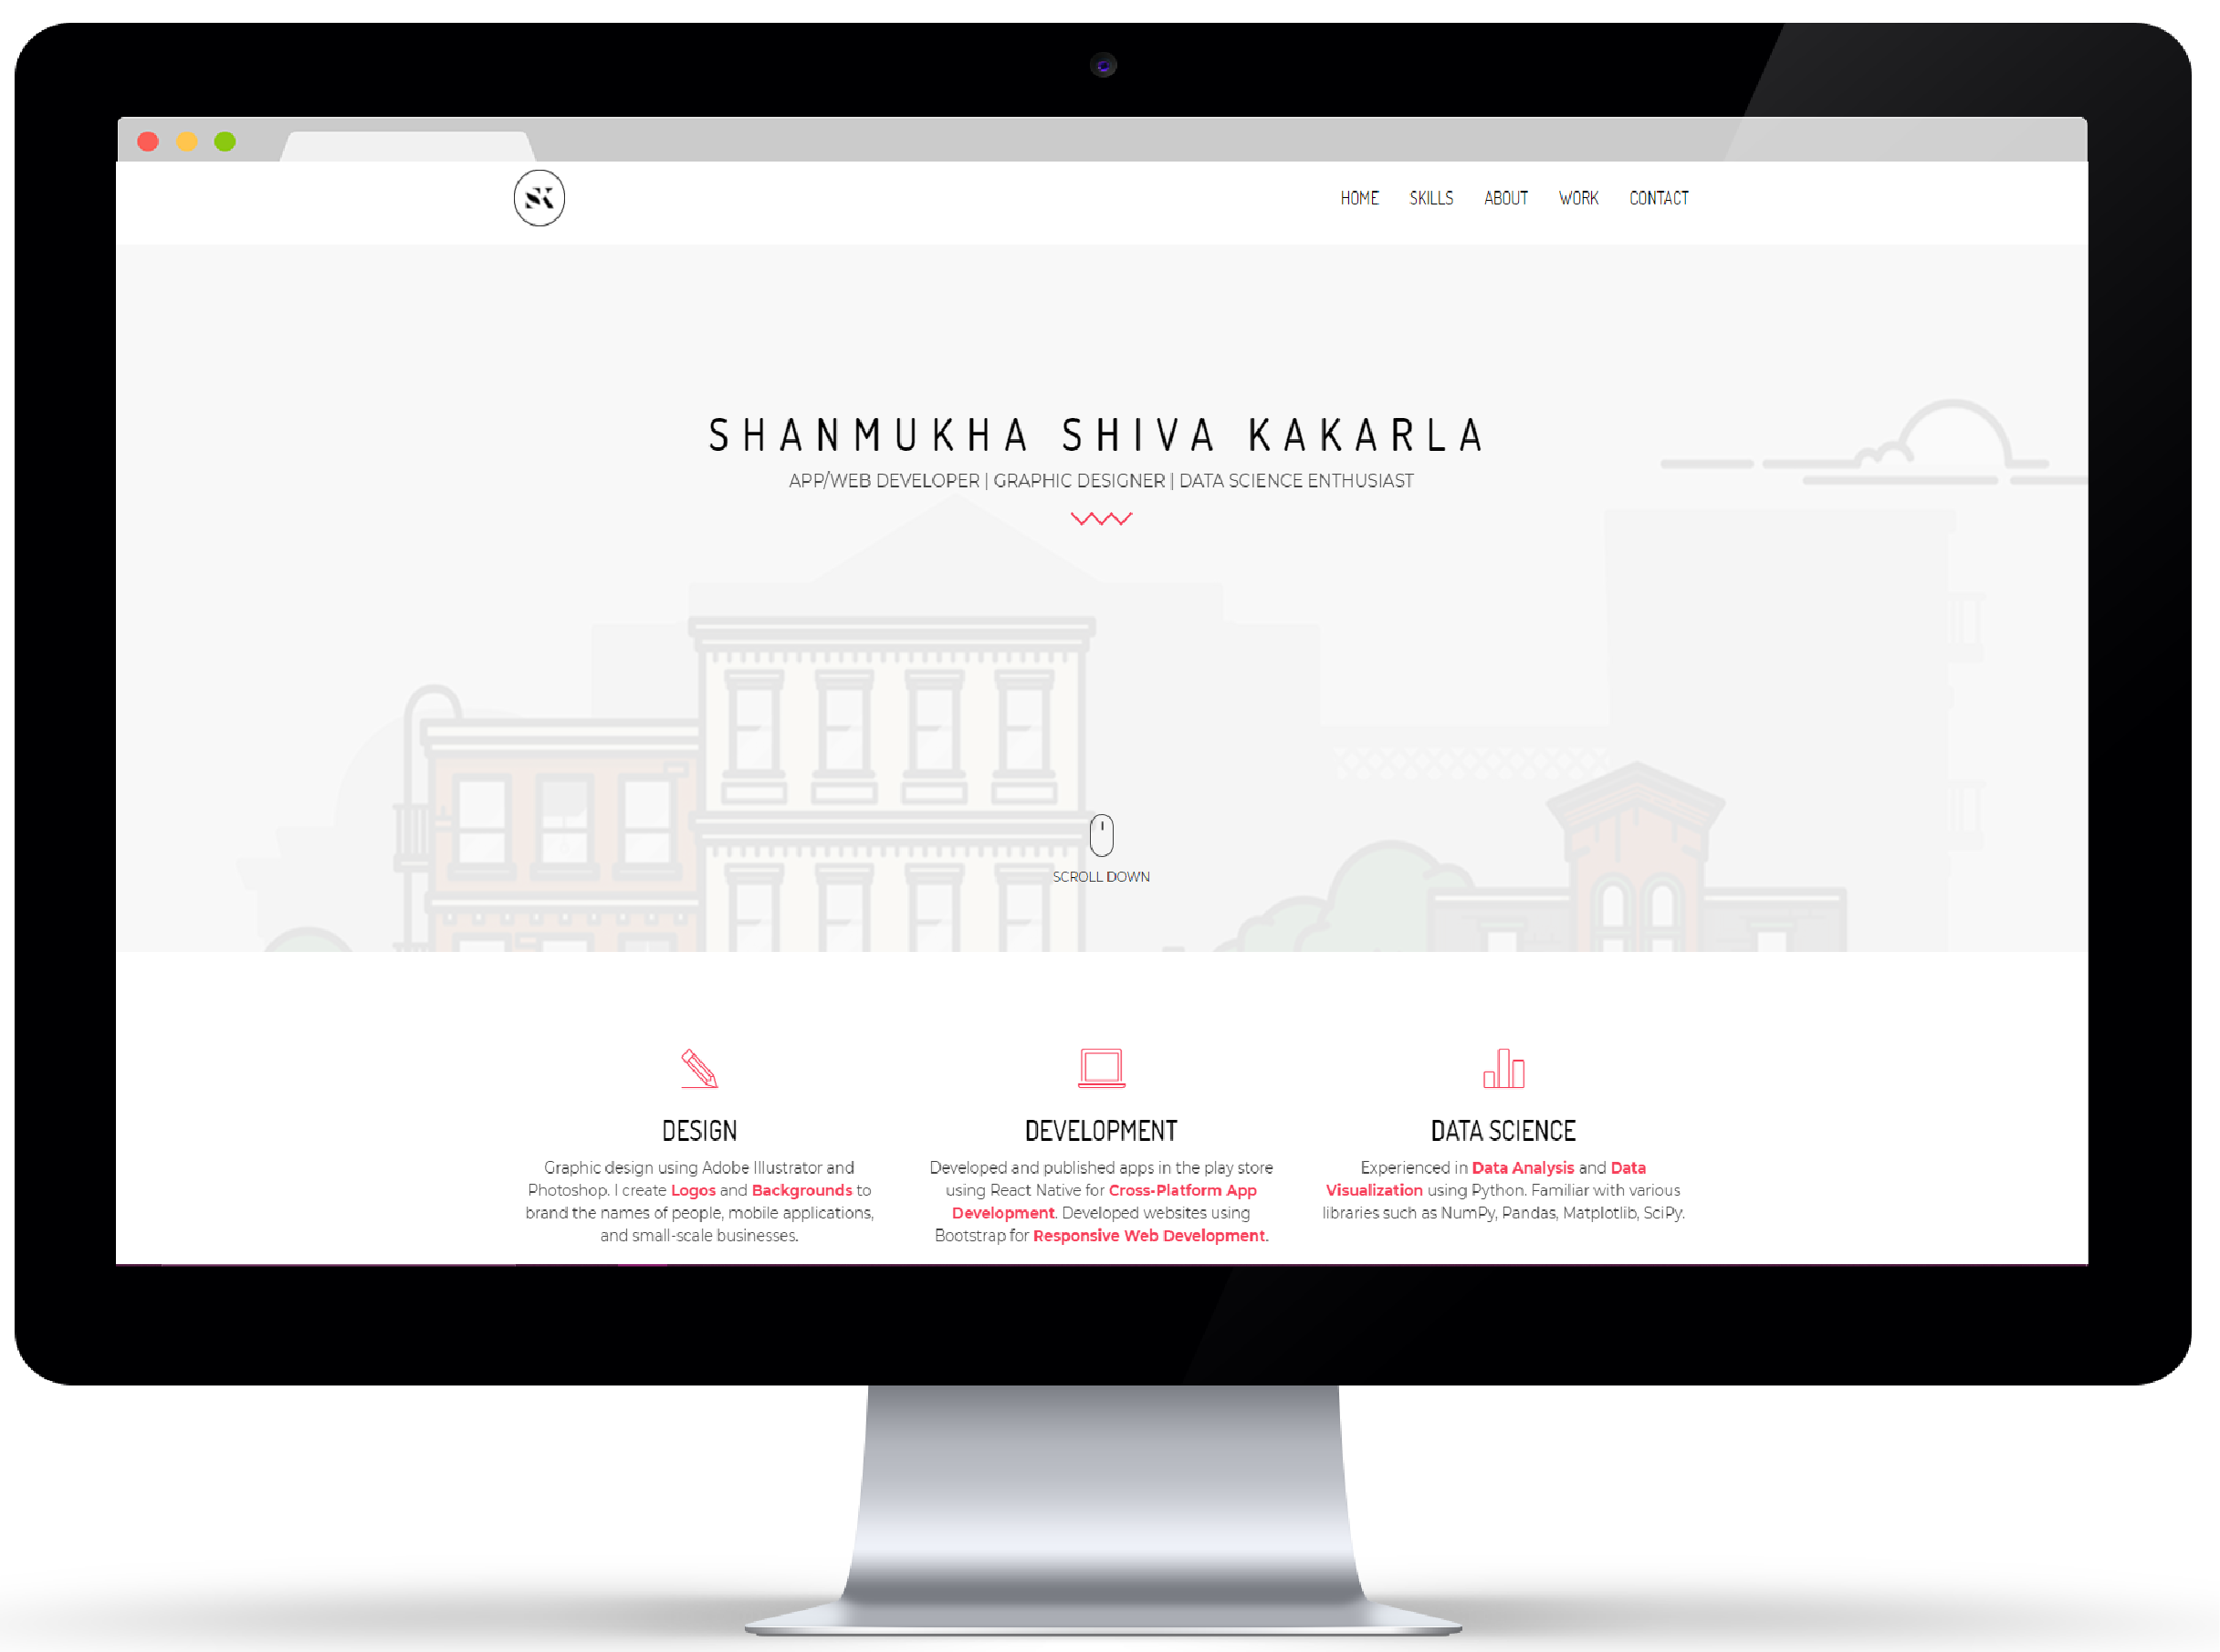 SK
HOME SKILLS ABOUT WORK CONTACT
SHANMUKHA SHIVA KAKARLA
APP/WEB DEVELOPER | GRAPHIC DESIGNER | DATA SCIENCE ENTHUSIAST
SCROLL DOWN
DESIGN
Graphic design using Adobe Illustrator and
Photoshop. I create Logos and Backgrounds to
brand the names of people, mobile applications,
and small-scale businesses.
DEVELOPMENT
Developed and published apps in the play store
using React Native for Cross-Platform App
Development. Developed websites using
Bootstrap for Responsive Web Development.
DATA SCIENCE
Experienced in Data Analysis and Data
Visualization using Python. Familiar with various
libraries such as NumPy, Pandas, Matplotlib, SciPy.